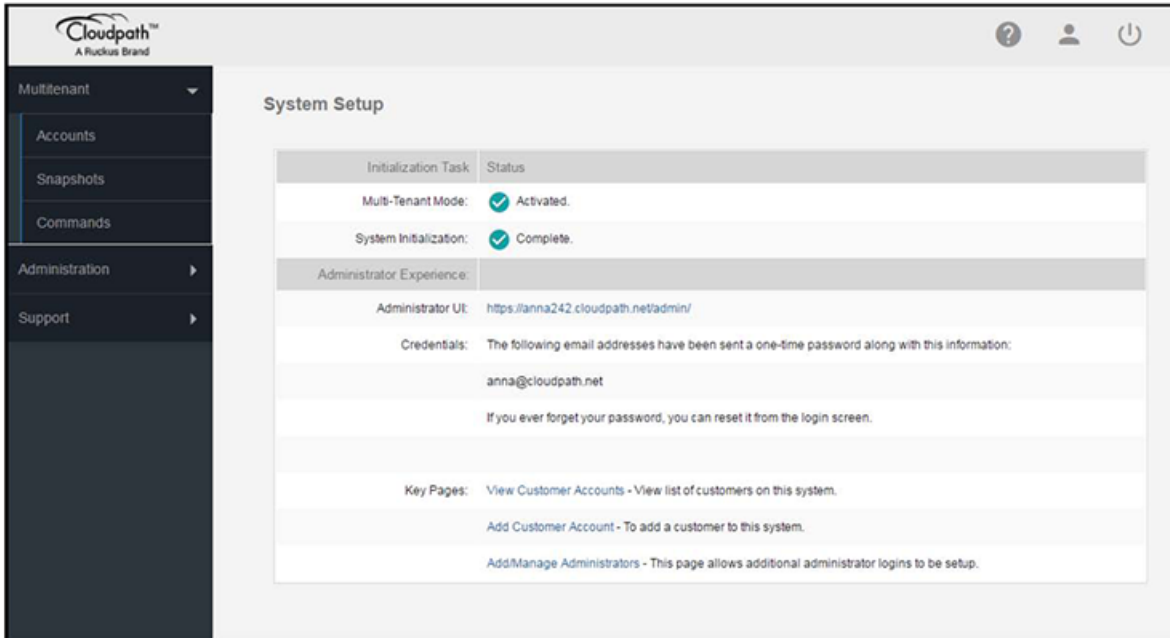 Cloudpath™
A Ruckus Brand
Multitenant
Accounts
Snapshots
Commands
Administration
Support
System Setup
Initialization Task Status
Multi-Tenant Mode: Activated.
System Initialization: Complete.
Administrator Experience:
Administrator UI: https://anna242.cloudpath.net/admin/
Credentials: The following email addresses have been sent a one-time password along with this information:
anna@cloudpath.net
If you ever forget your password, you can reset it from the login screen.
Key Pages: View Customer Accounts - View list of customers on this system.
Add Customer Account - To add a customer to this system.
Add/Manage Administrators - This page allows additional administrator logins to be setup.